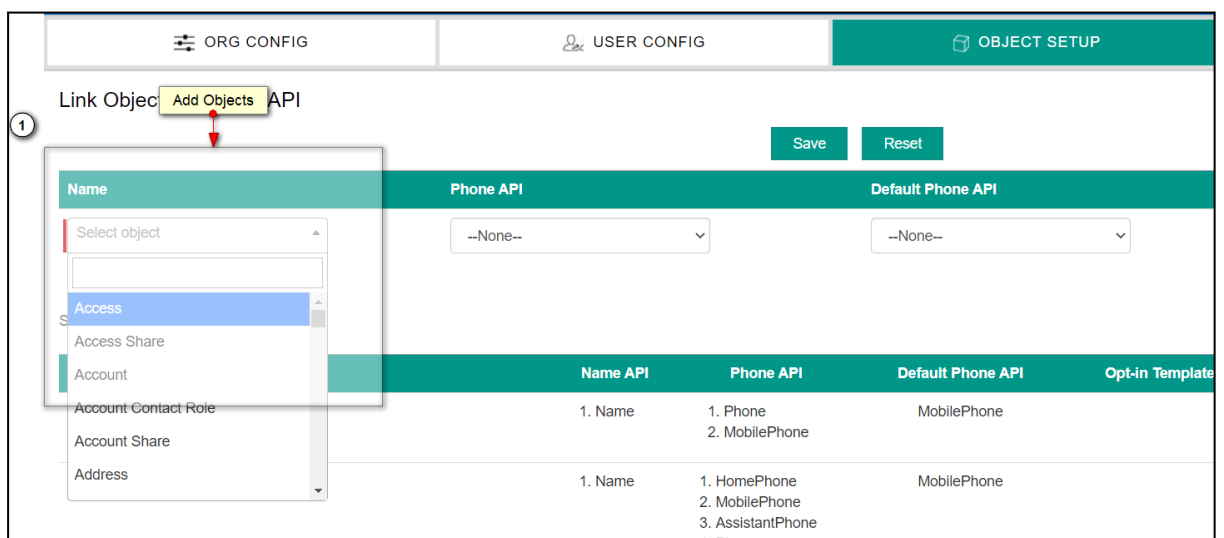 ORG CONFIG
USER CONFIG
OBJECT SETUP
Link Objec
Add Objects
API
1
Save
Reset
Name
Phone API
Default Phone API
Select object
--None--
--None--
Access
S
Access Share
Account
Name API
Phone API
Default Phone API
Opt-in Template
Account Contact Role
1. Name
1. Phone
MobilePhone
2. MobilePhone
Account Share
Address
1. Name
1. HomePhone
MobilePhone
2. MobilePhone
3. AssistantPhone